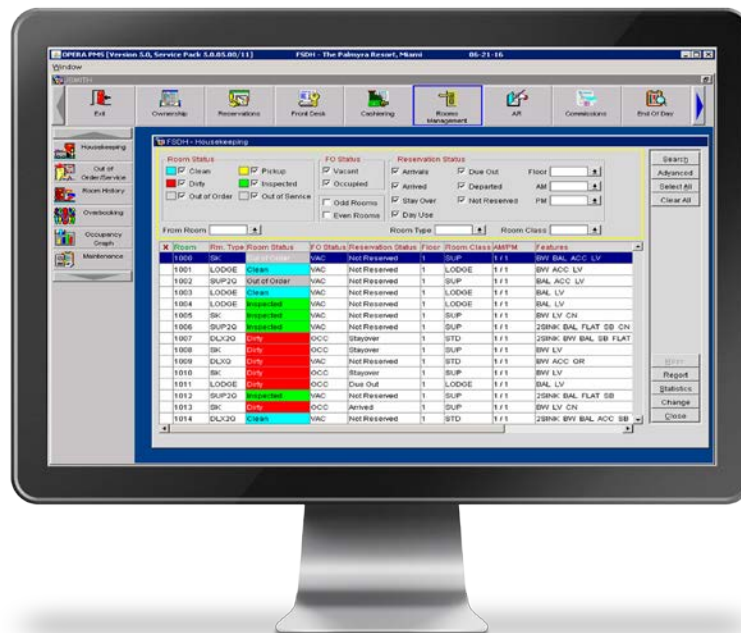 OPERA PMS [Version 5.0, Service Pack 5.0.05.00/11] FSDH - The Palmyra Resort, Miami 06-21-16
Window
JSMITH
Exit Ownership Reservations Front Desk Cashiering Rooms Management AR Commissions End Of Day
Housekeeping
Out of Order/Service
Room History
Overbooking
Occupancy Graph
Maintenance
FSDH - Housekeeping
Room Status FO Status Reservation Status
Clean Pickup Vacant Arrivals Due Out Floor
Dirty Inspected Occupied Arrived Departed AM
Out of Order Out of Service Odd Rooms Stay Over Not Reserved PM
Even Rooms Day Use
From Room Room Type Room Class
Search
Advanced
Select All
Clear All
X Room Rm. Type Room Status FO Status Reservation Status Floor Room Class AM/PM Features
1000 SK Out of Order VAC Not Reserved 1 SUP 1 / 1 BW BAL ACC LV
1001 LODGE Clean VAC Not Reserved 1 LODGE 1 / 1 BW ACC LV
1002 SUP2Q Out of Order VAC Not Reserved 1 SUP 1 / 1 BAL ACC LV
1003 LODGE Clean VAC Not Reserved 1 LODGE 1 / 1 BAL LV
1004 LODGE Inspected VAC Not Reserved 1 LODGE 1 / 1 BAL LV
1005 SK Inspected VAC Not Reserved 1 SUP 1 / 1 BW LV CN
1006 SUP2Q Inspected VAC Not Reserved 1 SUP 1 / 1 2SINK BAL FLAT SB CN
1007 DLX2Q Dirty OCC Stayover 1 STD 1 / 1 2SINK BW BAL SB FLAT
1008 SK Dirty VAC Not Reserved 1 SUP 1 / 1 BW LV
1009 DLXQ Dirty VAC Not Reserved 1 STD 1 / 1 BW ACC OR
1010 SK Dirty OCC Stayover 1 SUP 1 / 1 BW LV
1011 LODGE Dirty OCC Due Out 1 LODGE 1 / 1 BAL LV
1012 SUP2Q Inspected VAC Not Reserved 1 SUP 1 / 1 2SINK BAL FLAT SB
1013 SK Dirty OCC Arrived 1 SUP 1 / 1 BW LV CN
1014 DLX2Q Clean VAC Not Reserved 1 STD 1 / 1 2SINK BW BAL ACC SB
Report
Statistics
Change
Close